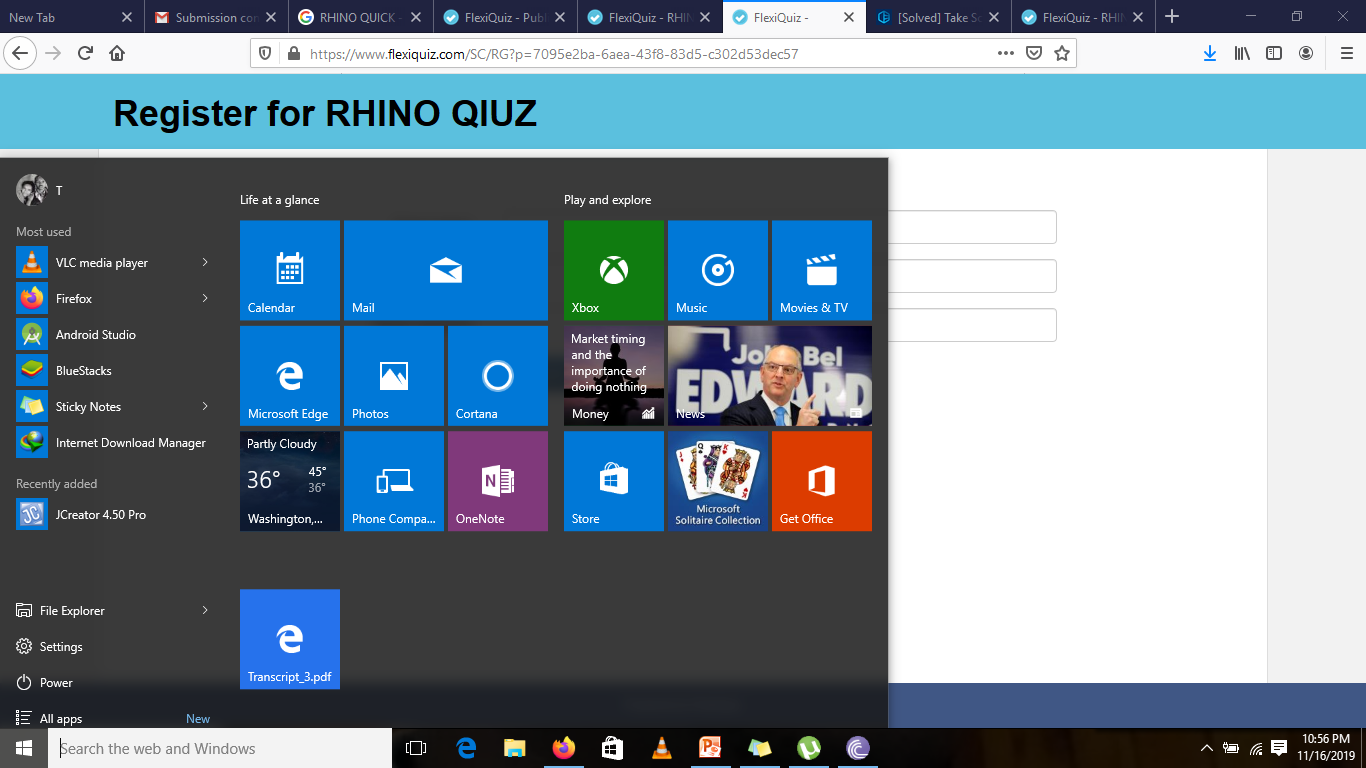 New Tab
Submission con
RHINO QUICK -
FlexiQuiz - Publ
FlexiQuiz - RHIN
FlexiQuiz -
[Solved] Take Sc
FlexiQuiz - RHI
https://www.flexiquiz.com/SC/RG?p=7095e2ba-6aea-43f8-83d5-c302d53dec57
Register for RHINO QIUZ
T
Most used
VLC media player
Firefox
Android Studio
BlueStacks
Sticky Notes
Internet Download Manager
Recently added
JCreator 4.50 Pro
File Explorer
Settings
Power
All apps
New
Life at a glance
Calendar
Mail
Microsoft Edge
Photos
Cortana
Partly Cloudy
36°
45°
36°
Washington,...
Phone Compa...
OneNote
Transcript_3.pdf
Play and explore
Xbox
Music
Movies & TV
Market timing
and the
importance of
doing nothing
Money
John Bel
EDWARD
News
Store
Microsoft
Solitaire Collection
Get Office
Search the web and Windows
10:56 PM
11/16/2019